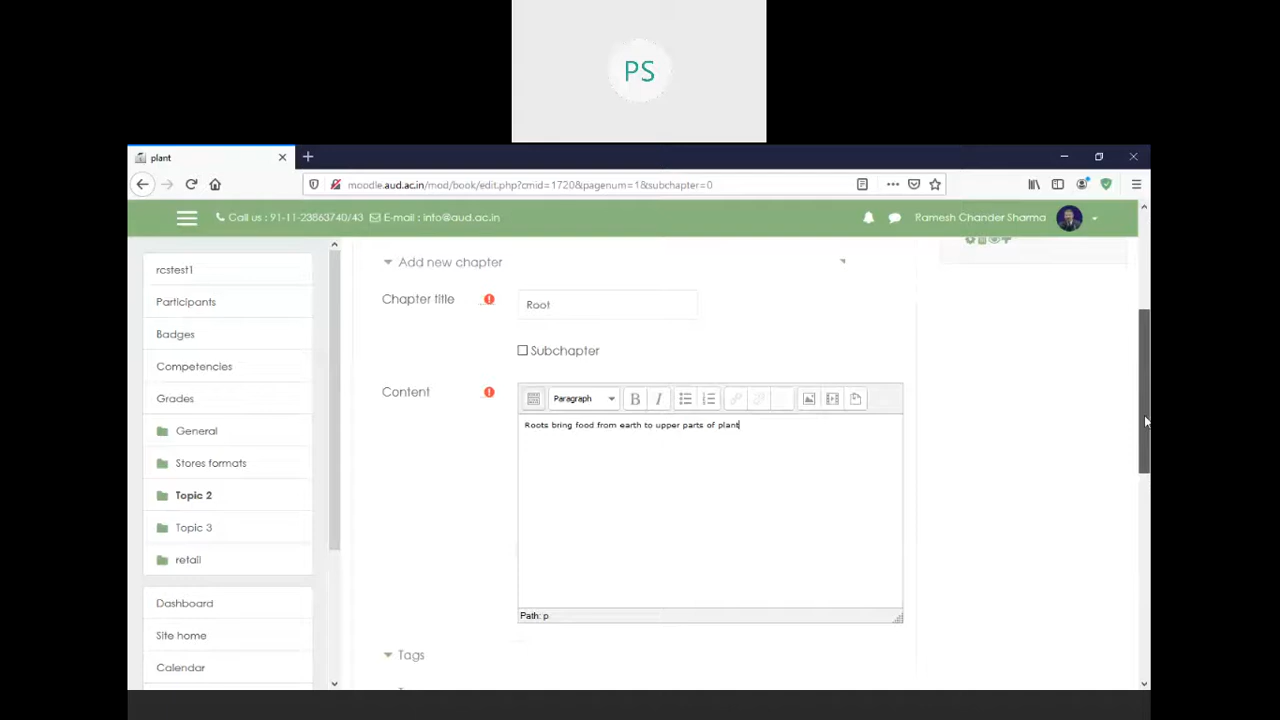 PS
plant
moodle.aud.ac.in/mod/book/edit.php?cmid=1720&pagenum=1&subchapter=0
Call us : 91-11-23863740/43 E-mail : info@aud.ac.in
Ramesh Chander Sharma
rcstest1
Participants
Badges
Competencies
Grades
General
Stores formats
Topic 2
Topic 3
retail
Dashboard
Site home
Calendar
Add new chapter
Chapter title
Root
Subchapter
Content
Paragraph
B I
Roots bring food from earth to upper parts of plant
Path: p
Tags